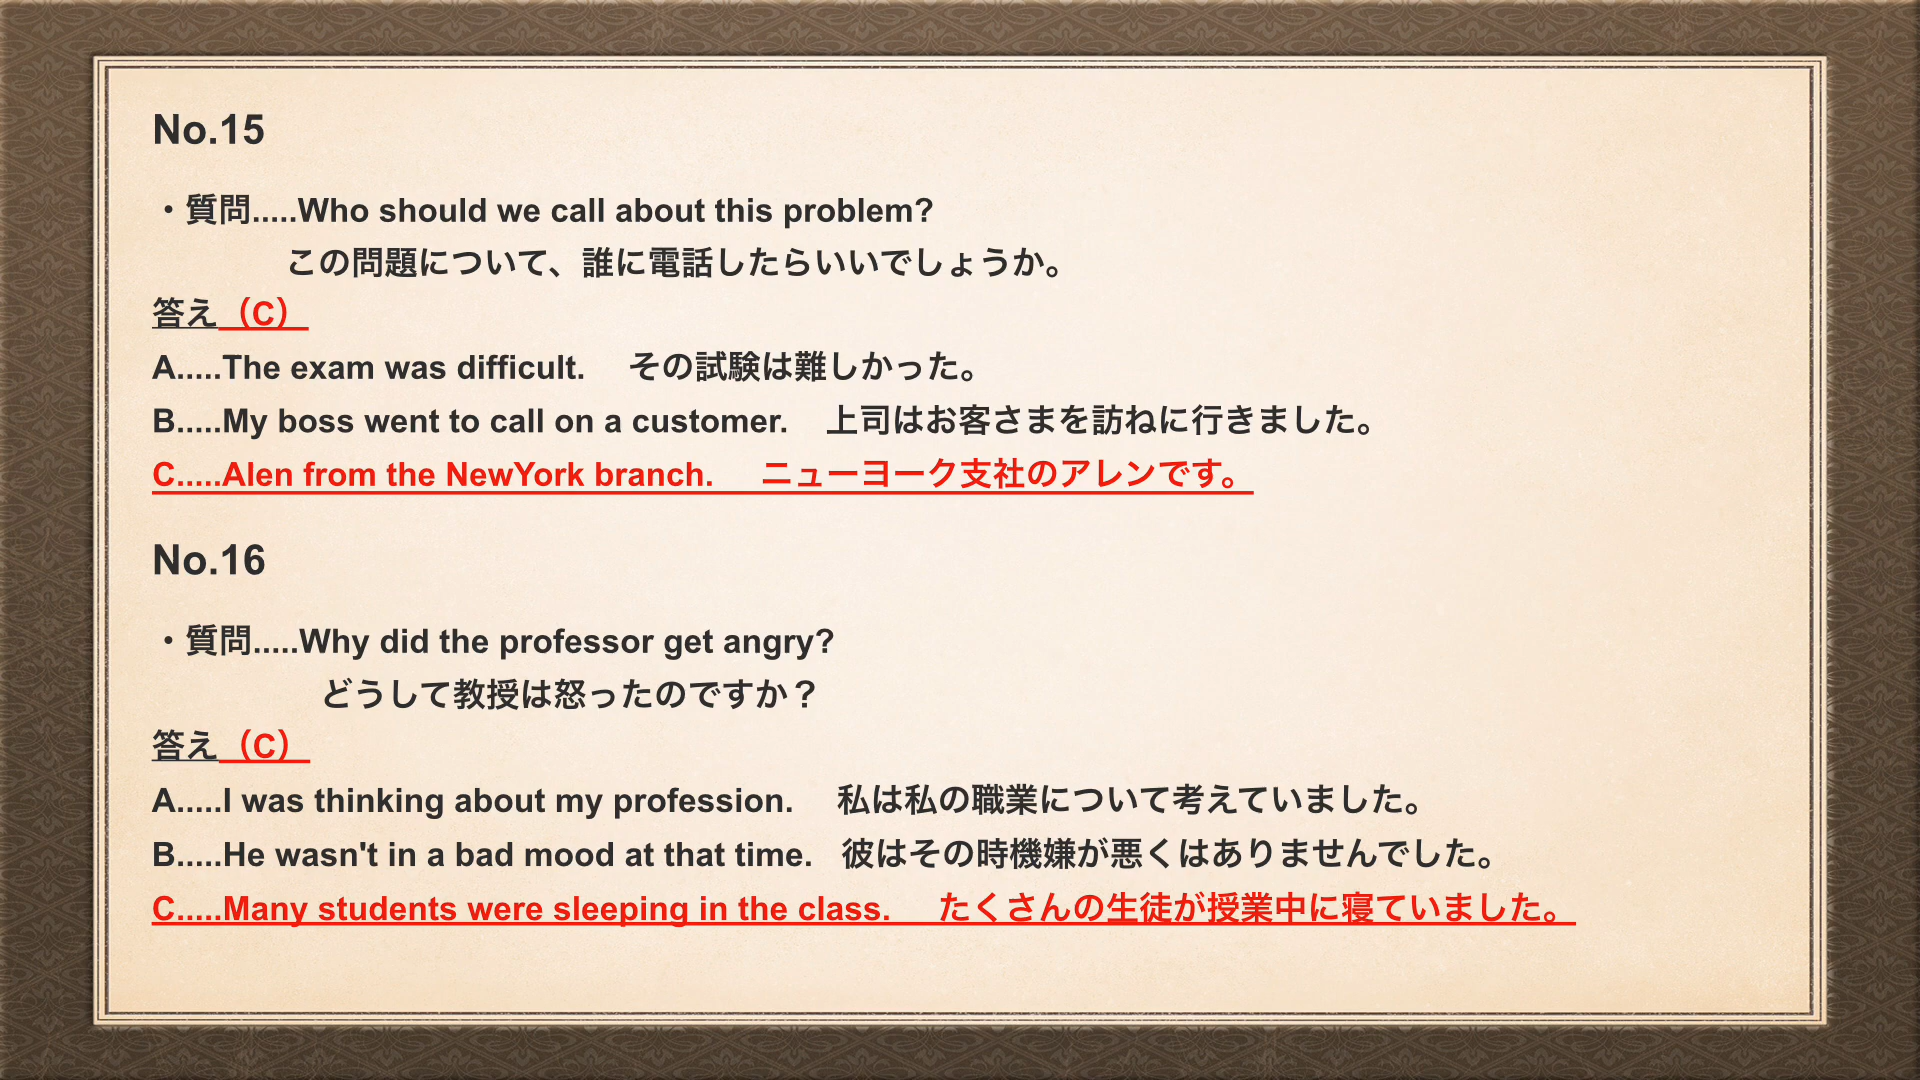 No.15
・質問.....Who should we call about this problem?
この問題について、誰に電話したらいいでしょうか。
答え（C）
A.....The exam was difficult.　その試験は難しかった。
B.....My boss went to call on a customer.　上司はお客さまを訪ねに行きました。
C.....Alen from the NewYork branch.　ニューヨーク支社のアレンです。
No.16
・質問.....Why did the professor get angry?
どうして教授は怒ったのですか？
答え（C）
A.....I was thinking about my profession.　私は私の職業について考えていました。
B.....He wasn't in a bad mood at that time.　彼はその時機嫌が悪くはありませんでした。
C.....Many students were sleeping in the class.　たくさんの生徒が授業中に寝ていました。